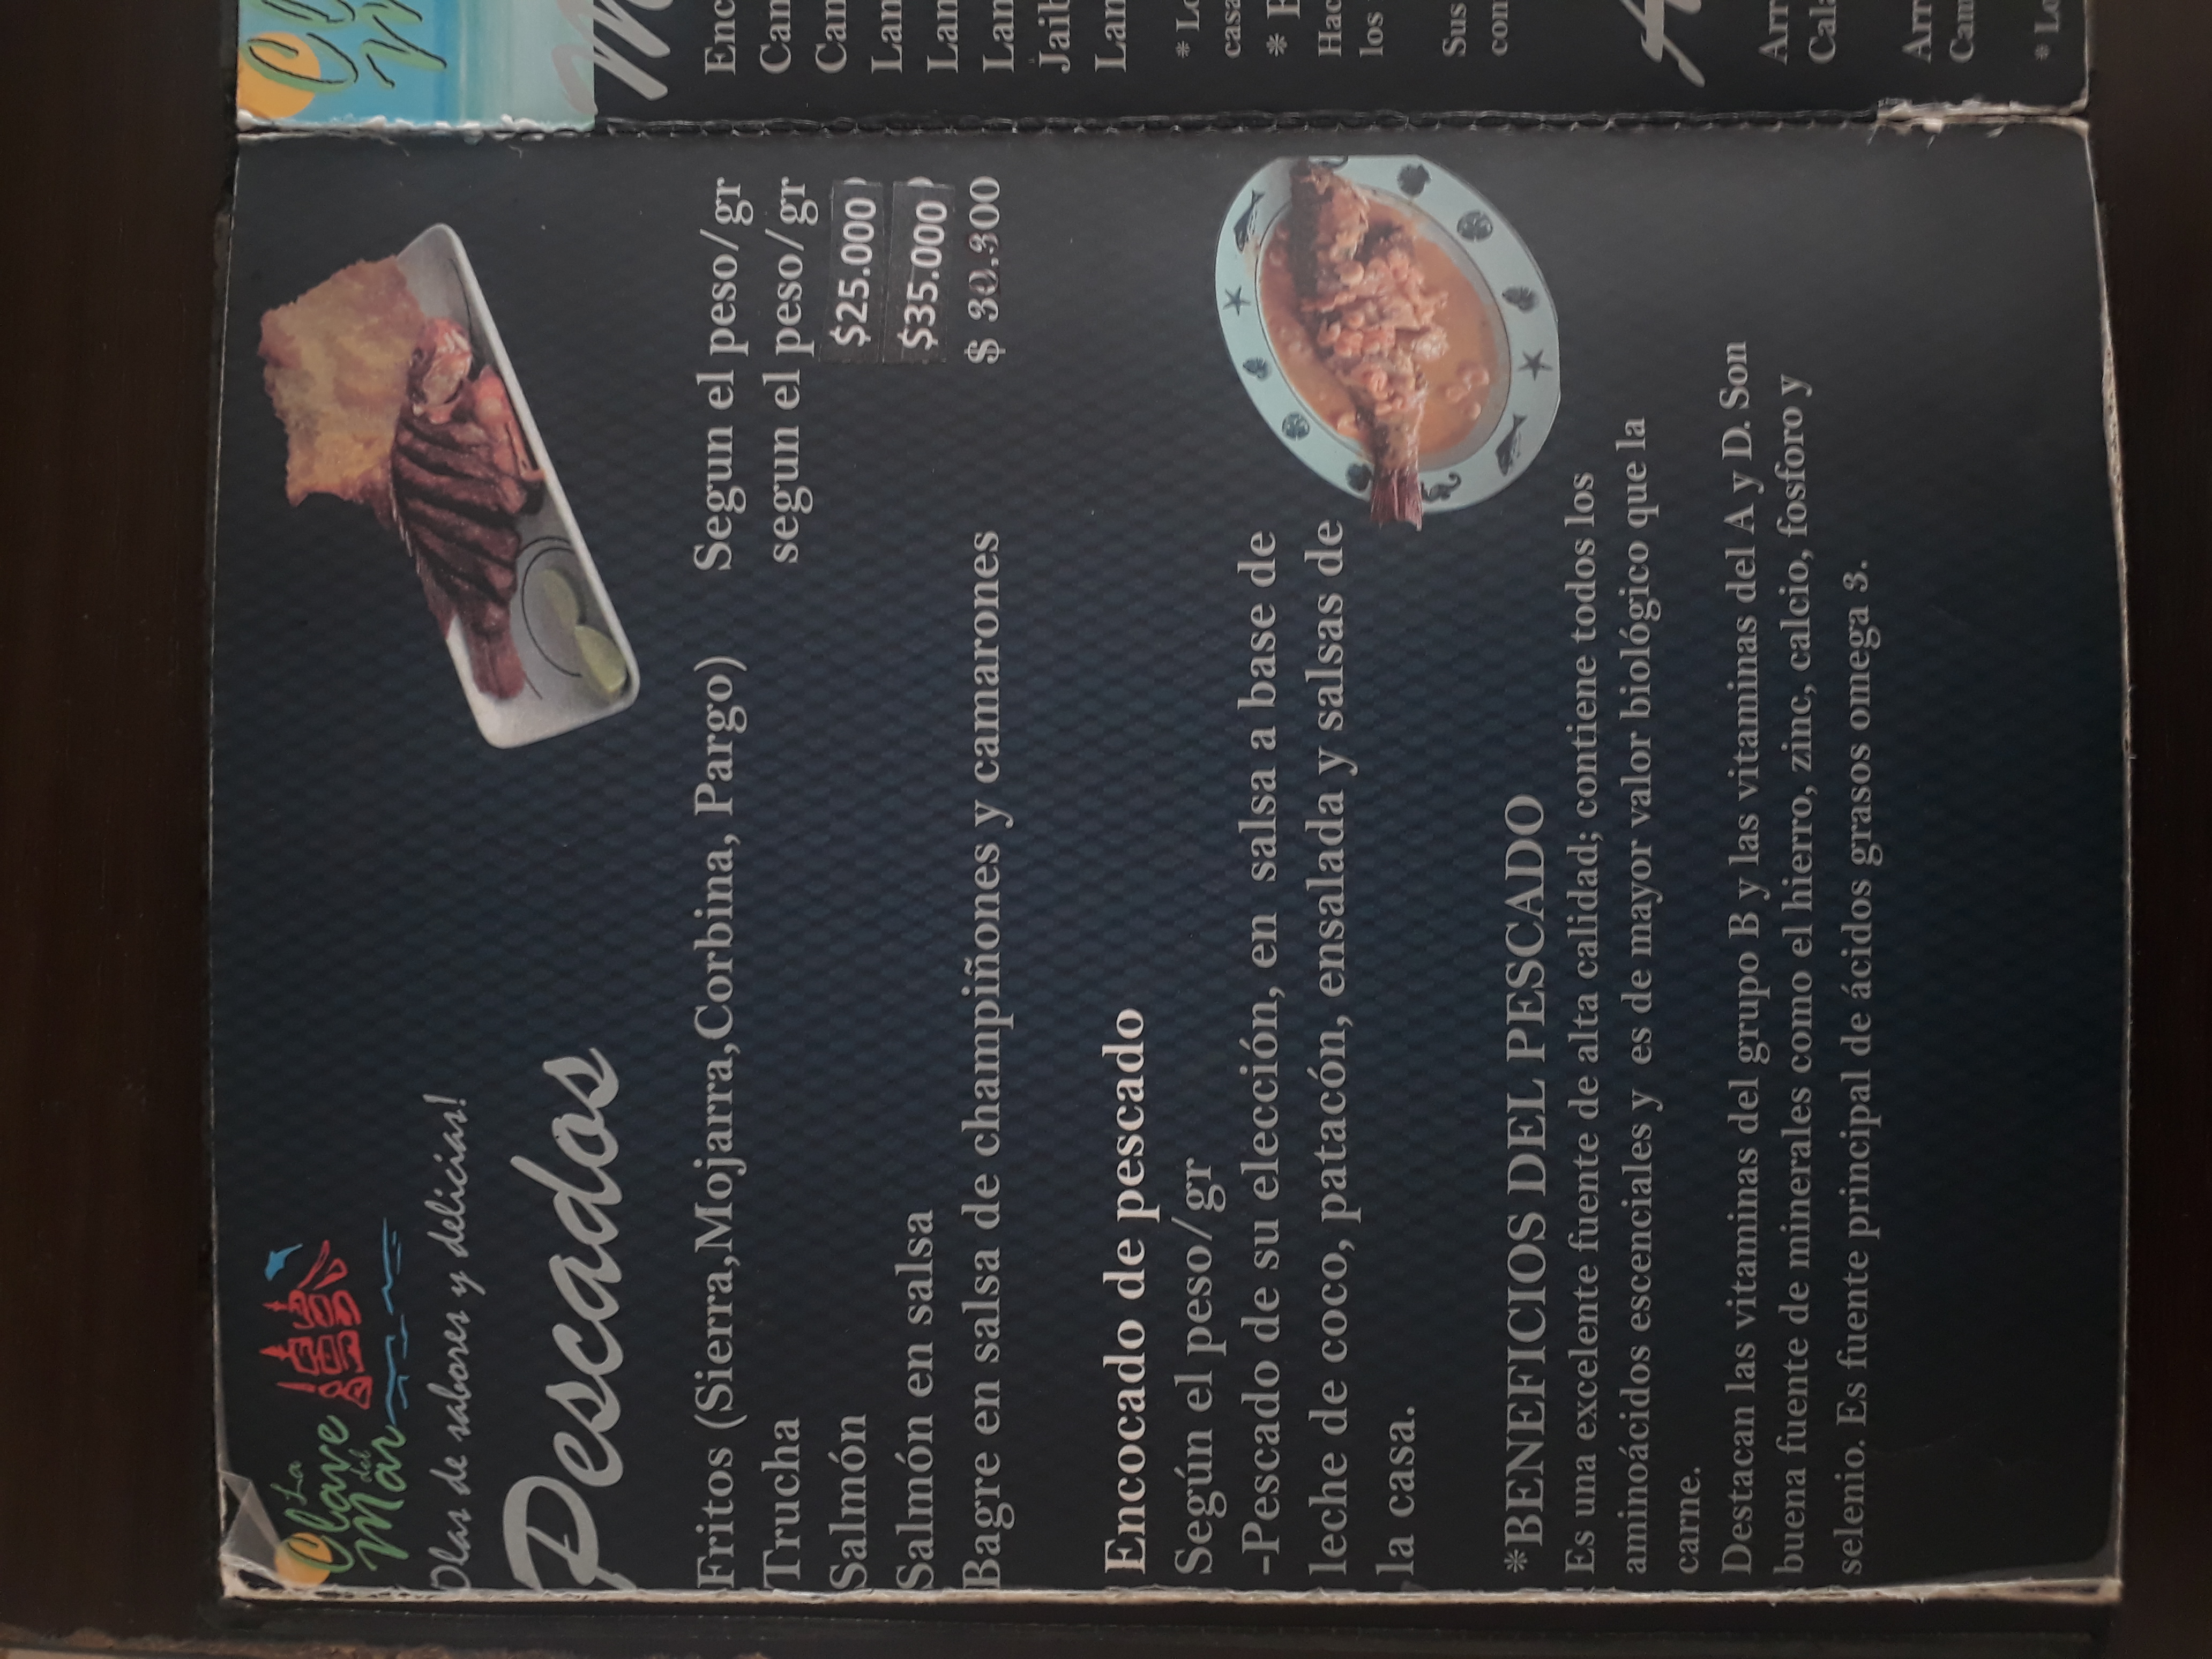 La
Clave
del
Mar
Olas de sabores y delicias!
Pescados
Fritos (Sierra,Mojarra,Corbina, Pargo) Segun el peso/gr
Trucha segun el peso/gr
Salmón $25.000
Salmón en salsa $35.000
Bagre en salsa de champiñones y camarones
Encocado de pescado
Según el peso/gr
-Pescado de su elección, en salsa a base de
leche de coco, patacón, ensalada y salsas de
la casa.
*BENEFICIOS DEL PESCADO
Es una excelente fuente de alta calidad; contiene todos los
aminoácidos escenciales y es de mayor valor biológico que la
carne.
Destacan las vitaminas del grupo B y las vitaminas del A y D. Son
buena fuente de minerales como el hierro, zinc, calcio, fosforo y
selenio. Es fuente principal de ácidos grasos omega 3.
Enc
Can
Can
Lan
Lan
Lan
Jaib
Lan
* Lo
casa
* E
Hac
los
Sus
con
Arr
Cala
Arr
Can
* Lo